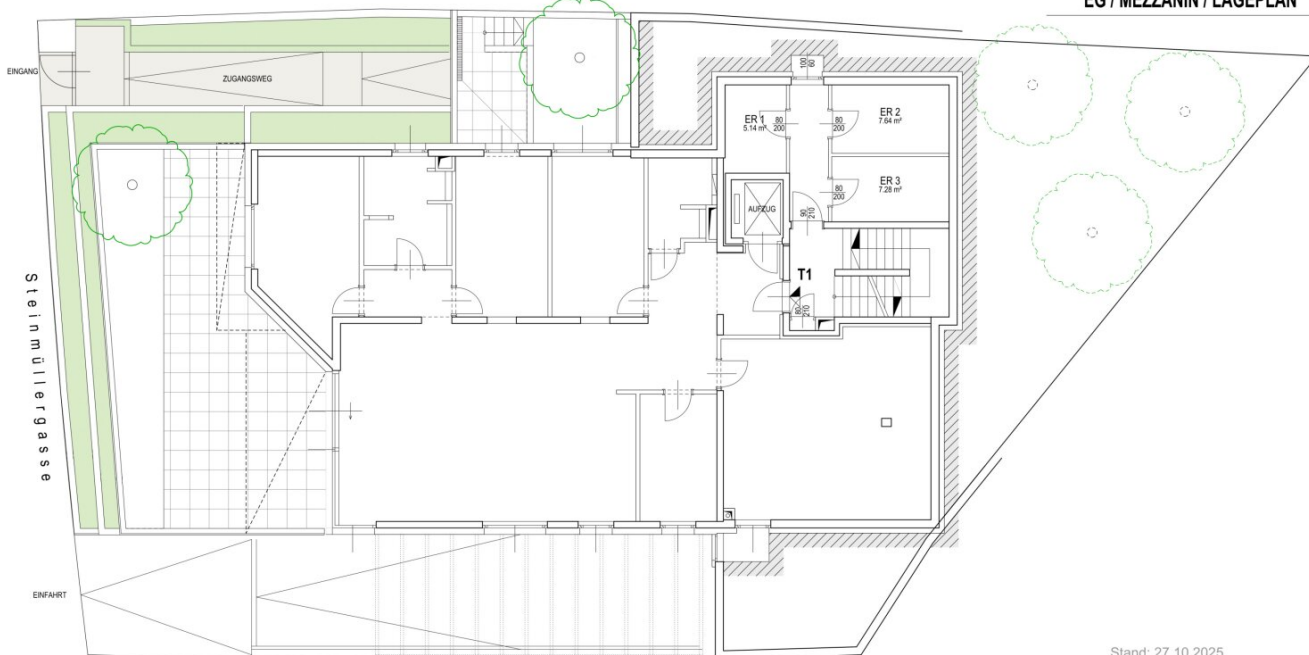 EG / MEZZANIN / LAGEPLAN
EINGANG
ZUGANGSWEG
100
60
ER 1
5.14 m²
80
200
80
200
ER 2
7.64 m²
ER 3
7.28 m²
80
200
AUFZUG
90
210
T1
80
210
Steinmüllergasse
EINFAHRT
Stand: 27.10.2025